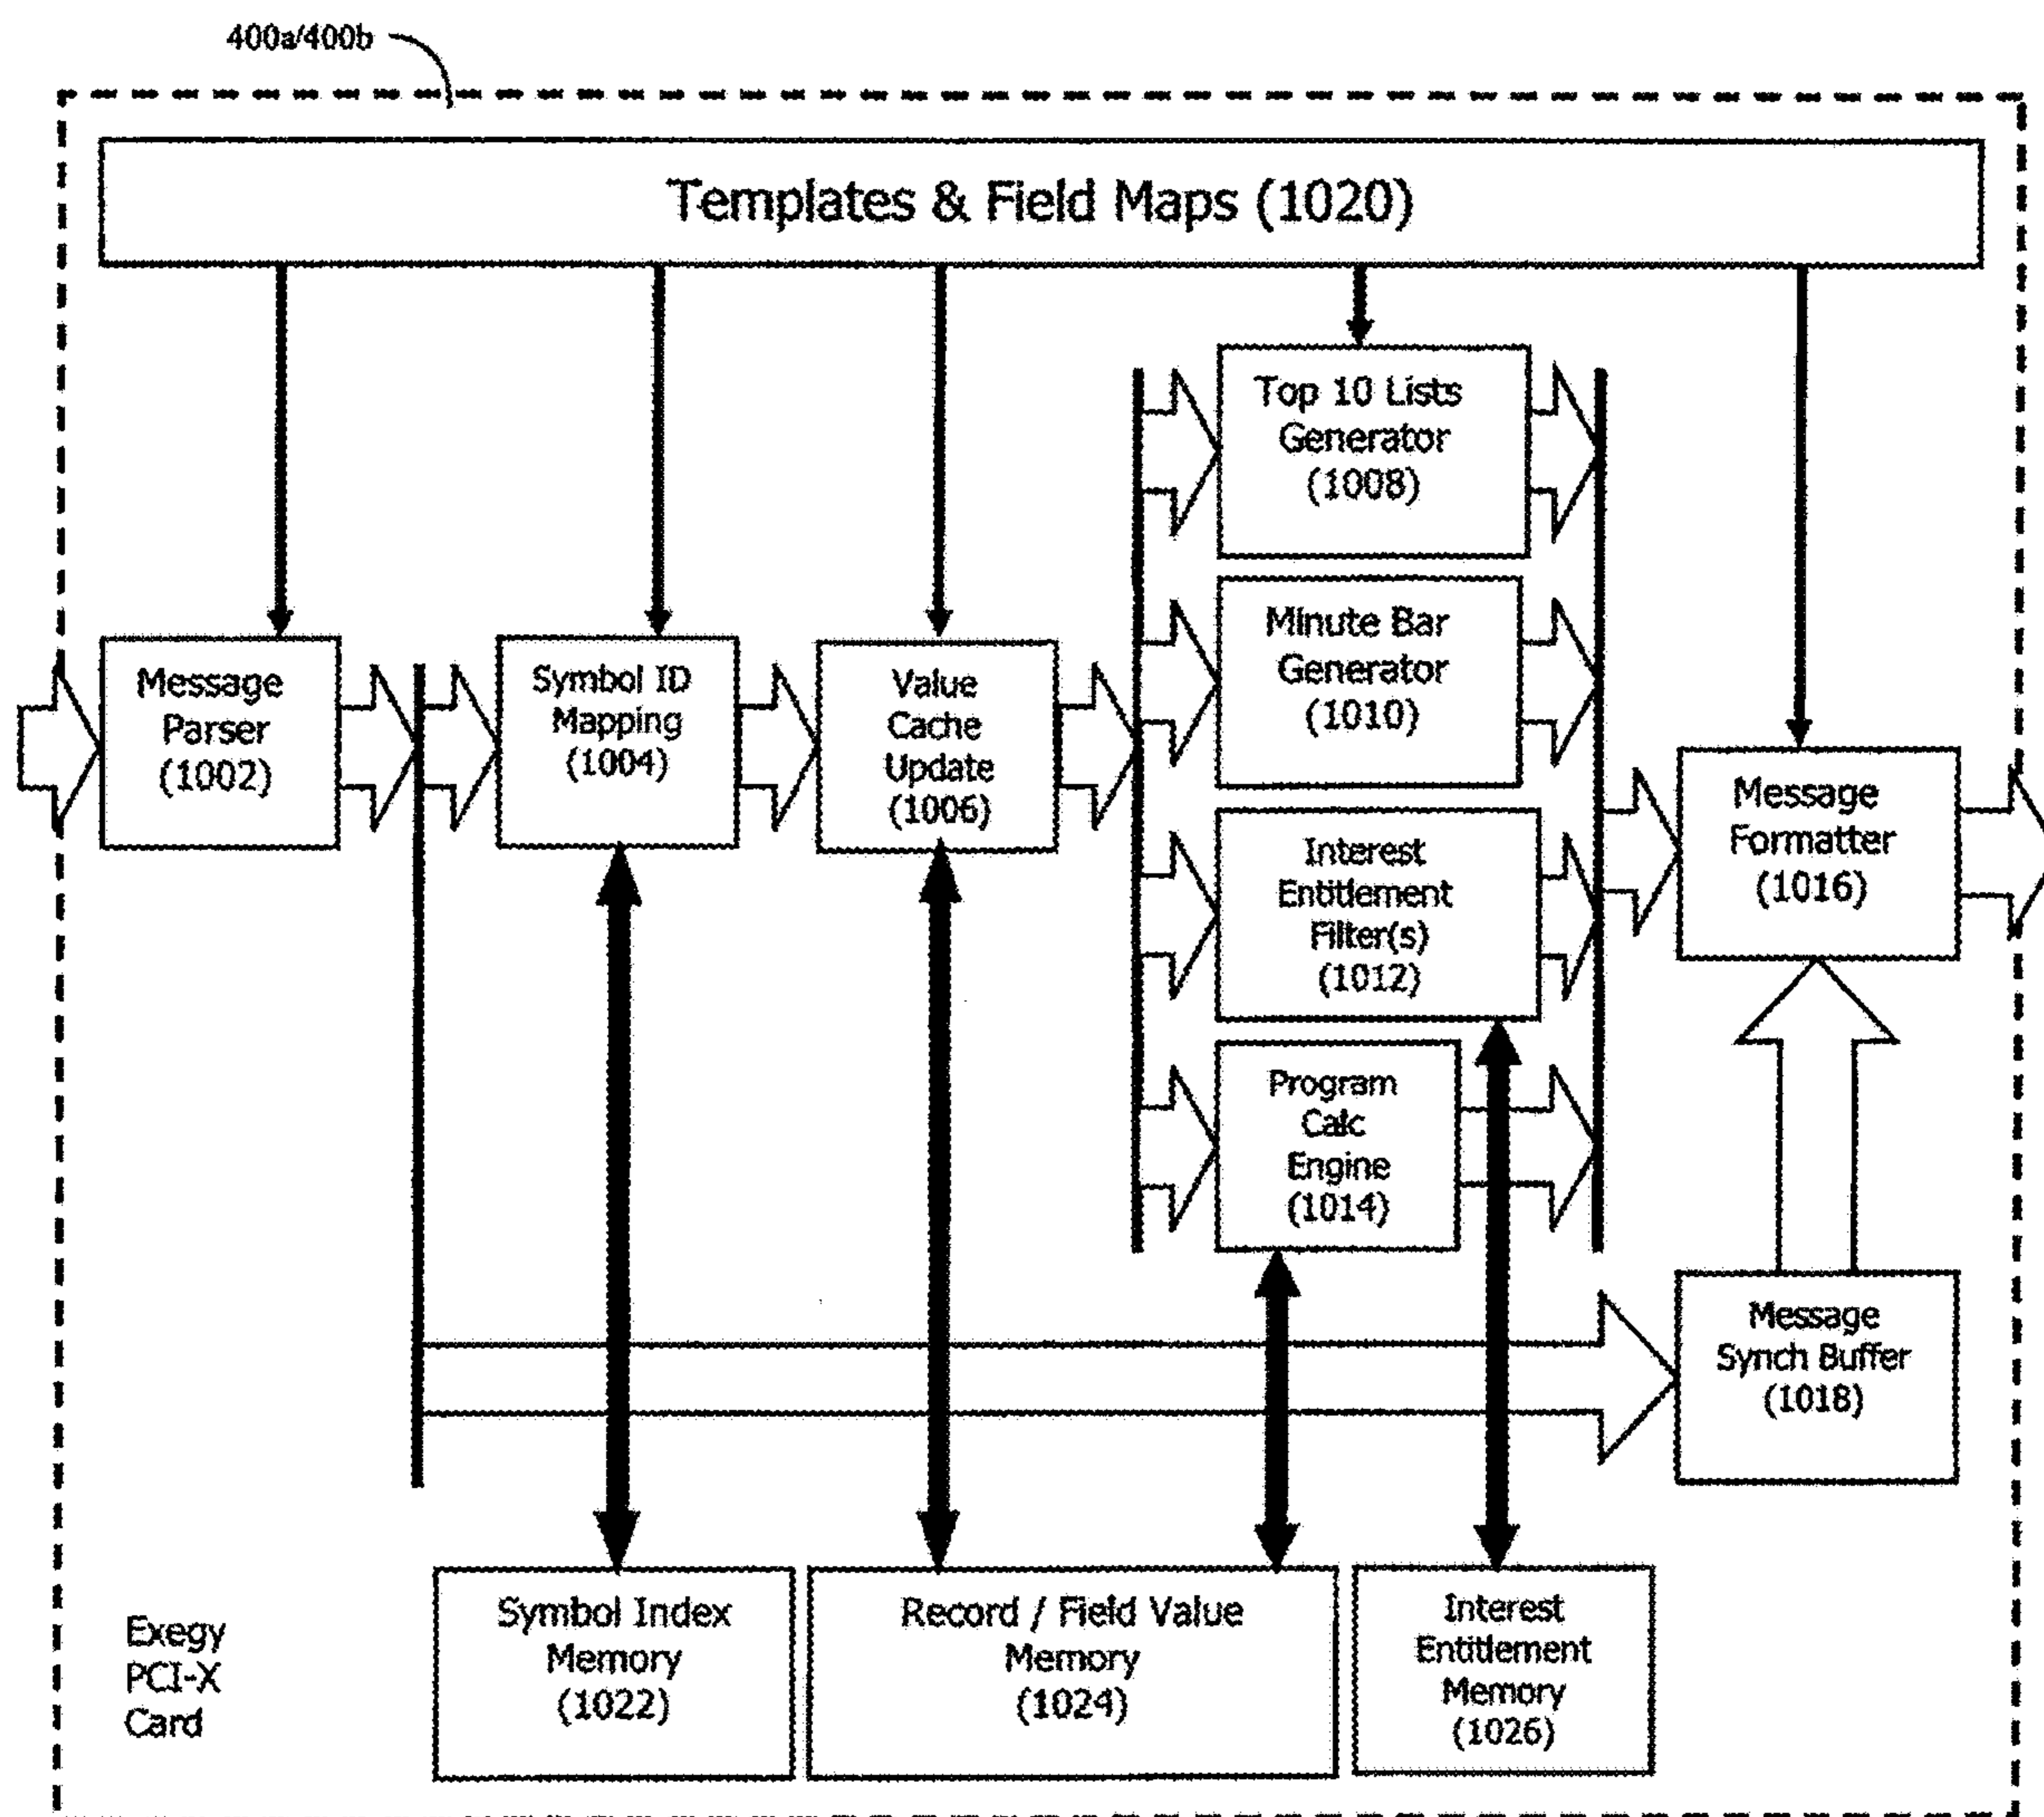 400a/400b
Templates & Field Maps (1020)
Top 10 Lists
Generator
(1008)
Message
Parser
(1002)
Symbol ID
Mapping
(1004)
Value
Cache
Update
(1006)
Minute Bar
Generator
(1010)
Interest
Entitlement
Filter(s)
(1012)
Program
Calc
Engine
(1014)
Message
Formatter
(1016)
Message
Synch Buffer
(1018)
Exegy
PCI-X
Card
Symbol Index
Memory
(1022)
Record / Field Value
Memory
(1024)
Interest
Entitlement
Memory
(1026)